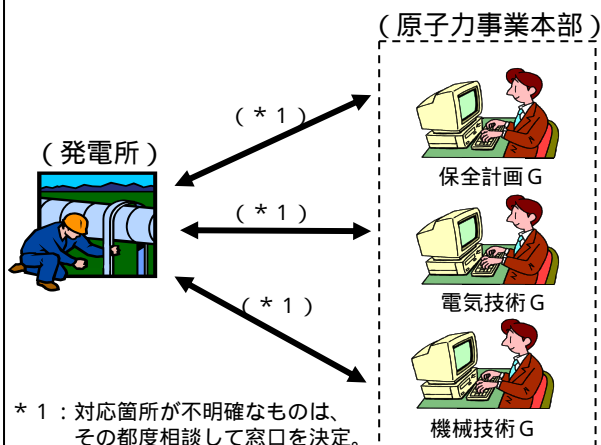 （原子力事業本部）
（＊１）
（発電所）
保全計画Ｇ
（＊１）
電気技術Ｇ
（＊１）
機械技術Ｇ
＊１：対応箇所が不明確なものは、
その都度相談して窓口を決定。